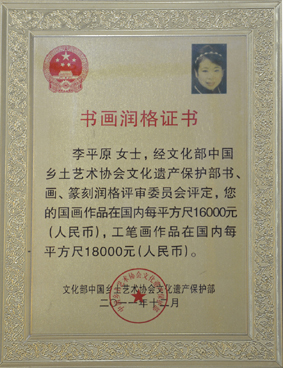 书画润格证书
李平原 女士，经文化部中国
乡土艺术协会文化遗产保护部书、
画、篆刻润格评审委员会评定，您
的国画作品在国内每平方尺16000元
(人民币)，工笔画作品在国内每
平方尺18000元(人民币)。
文化部中国乡土艺术协会文化遗产保护部
二〇一一年十二月